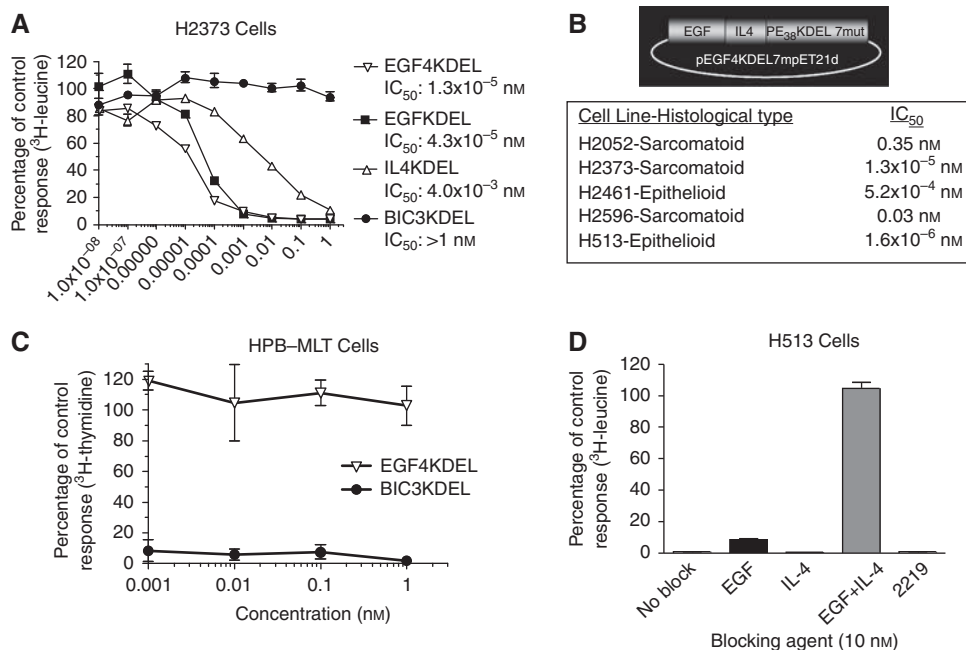 A
H2373 Cells
Percentage of control
response (³H-leucine)
120
100
80
60
40
20
0
1.0x10⁻⁰⁸
1.0x10⁻⁰⁷
0.00000
0.00001
0.0001
0.001
0.01
0.1
1
EGF4KDEL
IC₅₀: 1.3x10⁻⁵ nM
EGFKDEL
IC₅₀: 4.3x10⁻⁵ nM
IL4KDEL
IC₅₀: 4.0x10⁻³ nM
BIC3KDEL
IC₅₀: >1 nM
B
EGF IL4 PE₃₈KDEL 7mut
pEGF4KDEL7mpET21d
Cell Line-Histological type IC₅₀
H2052-Sarcomatoid 0.35 nM
H2373-Sarcomatoid 1.3x10⁻⁵ nM
H2461-Epithelioid 5.2x10⁻⁴ nM
H2596-Sarcomatoid 0.03 nM
H513-Epithelioid 1.6x10⁻⁶ nM
C
HPB–MLT Cells
Percentage of control
response (³H-thymidine)
120
100
80
60
40
20
0
EGF4KDEL
BIC3KDEL
0.001 0.01 0.1 1
Concentration (nM)
D
H513 Cells
Percentage of control
response (³H-leucine)
120
100
80
60
40
20
0
No block
EGF
IL-4
EGF+IL-4
2219
Blocking agent (10 nM)